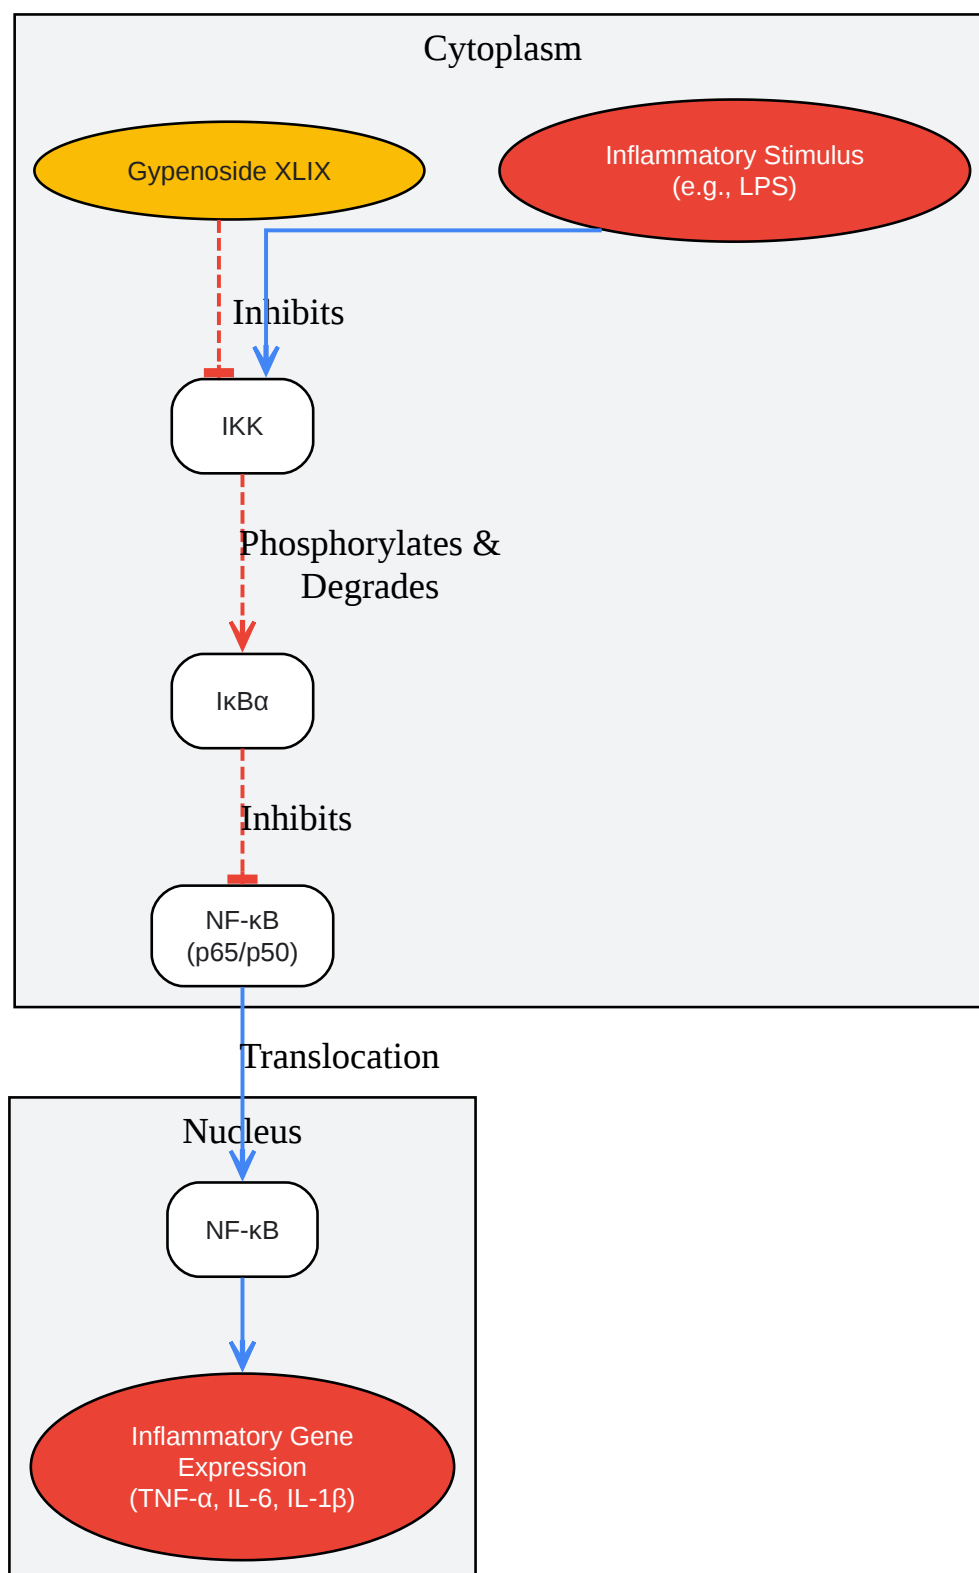 Cytoplasm
Gypenoside XLIX
Inflammatory Stimulus
(e.g., LPS)
Inhibits
IKK
Phosphorylates &
Degrades
IκBα
Inhibits
NF-κB
(p65/p50)
Translocation
Nucleus
NF-κB
Inflammatory Gene
Expression
(TNF-α, IL-6, IL-1β)